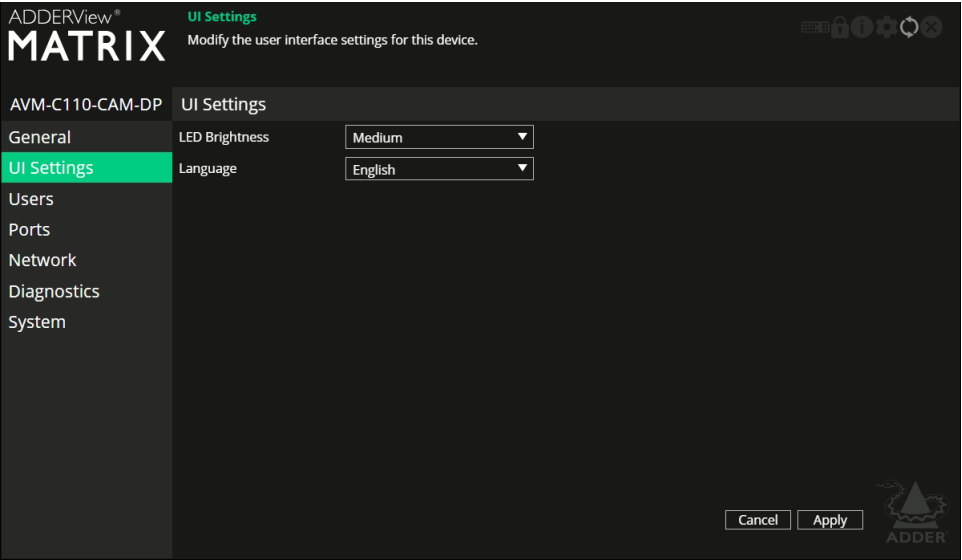 ADDERView®
MATRIX
UI Settings
Modify the user interface settings for this device.
AVM-C110-CAM-DP
UI Settings
General
UI Settings
Users
Ports
Network
Diagnostics
System
LED Brightness
Medium
Language
English
Cancel
Apply
ADDER®